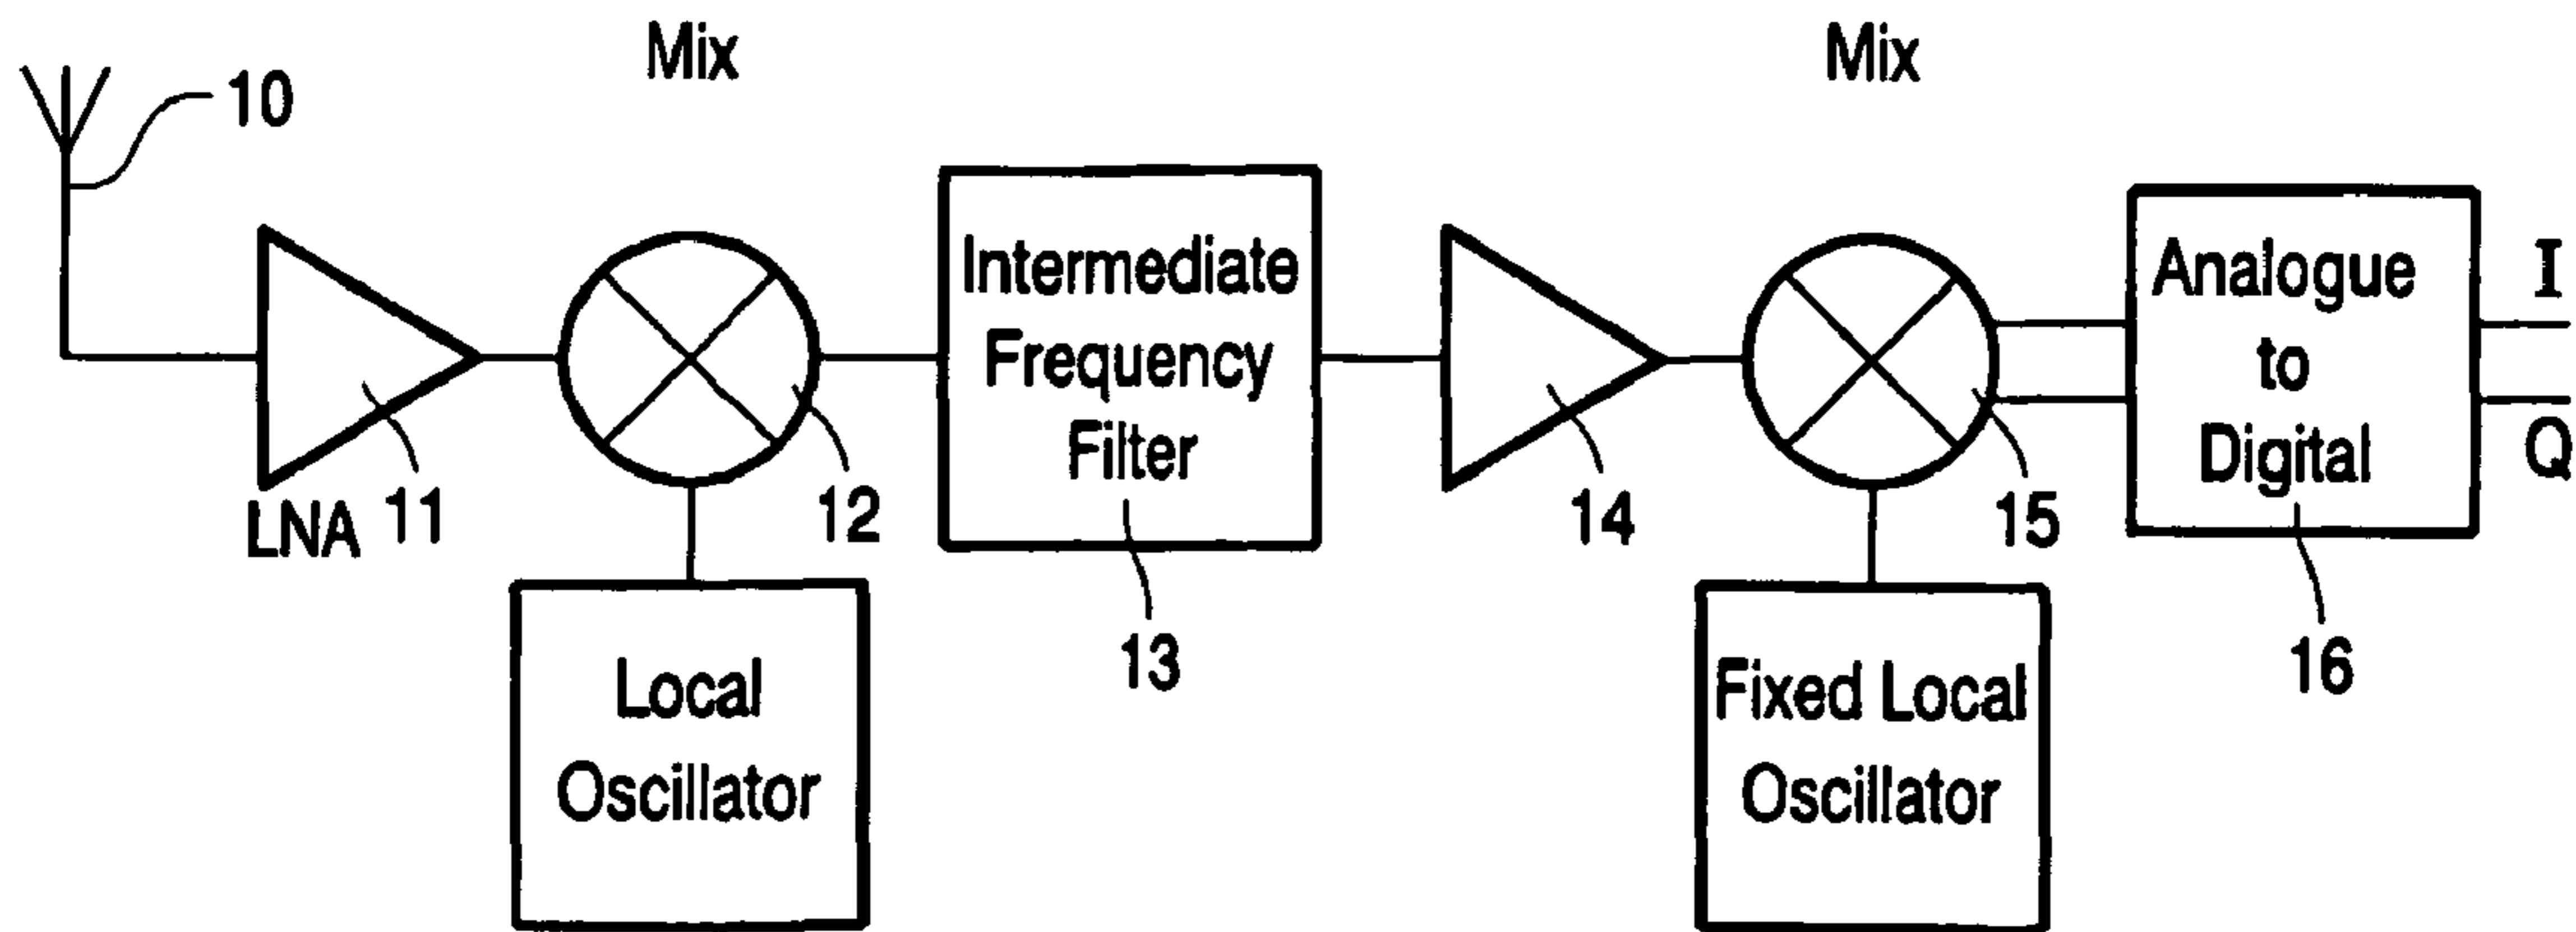 Mix
Mix
10
Intermediate
Frequency
Filter
Analogue
to
Digital
I
Q
LNA
11
12
14
15
13
16
Local
Oscillator
Fixed Local
Oscillator